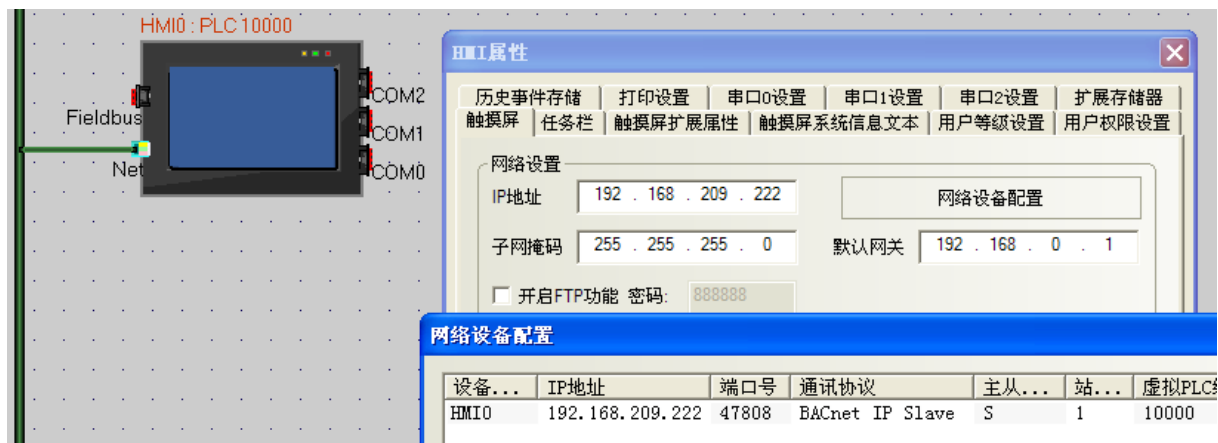 HMI0 : PLC 10000
COM2
Fieldbus
COM1
Net
COM0
HMI属性
历史事件存储 打印设置 串口0设置 串口1设置 串口2设置 扩展存储器
触摸屏 任务栏 触摸屏扩展属性 触摸屏系统信息文本 用户等级设置 用户权限设置
网络设置
IP地址 192 . 168 . 209 . 222 网络设备配置
子网掩码 255 . 255 . 255 . 0 默认网关 192 . 168 . 0 . 1
开启FTP功能 密码: 888888
网络设备配置
设备... IP地址 端口号 通讯协议 主从... 站... 虚拟PLC
HMI0 192.168.209.222 47808 BACnet IP Slave S 1 10000